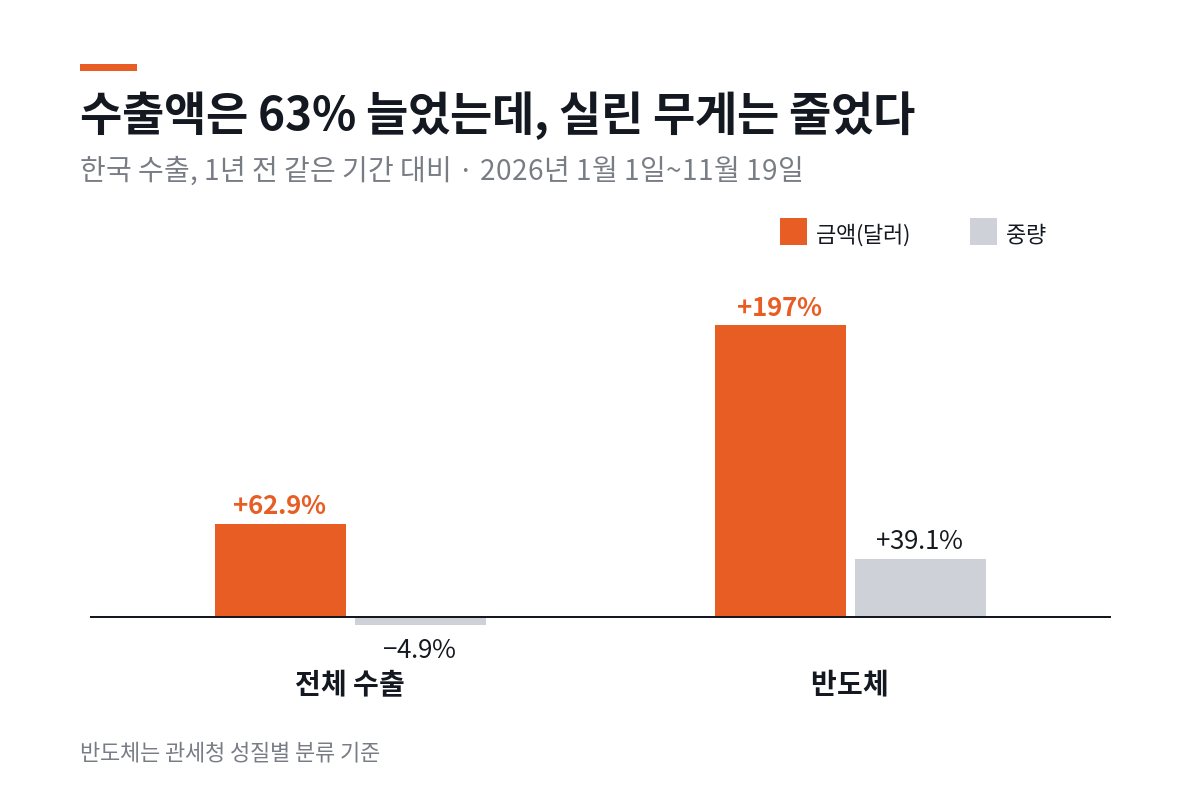 수출액은 63% 늘었는데, 실린 무게는 줄었다
한국 수출, 1년 전 같은 기간 대비 · 2026년 1월 1일~11월 19일
금액(달러)
중량
+197%
+62.9%
+39.1%
−4.9%
전체 수출
반도체
반도체는 관세청 성질별 분류 기준